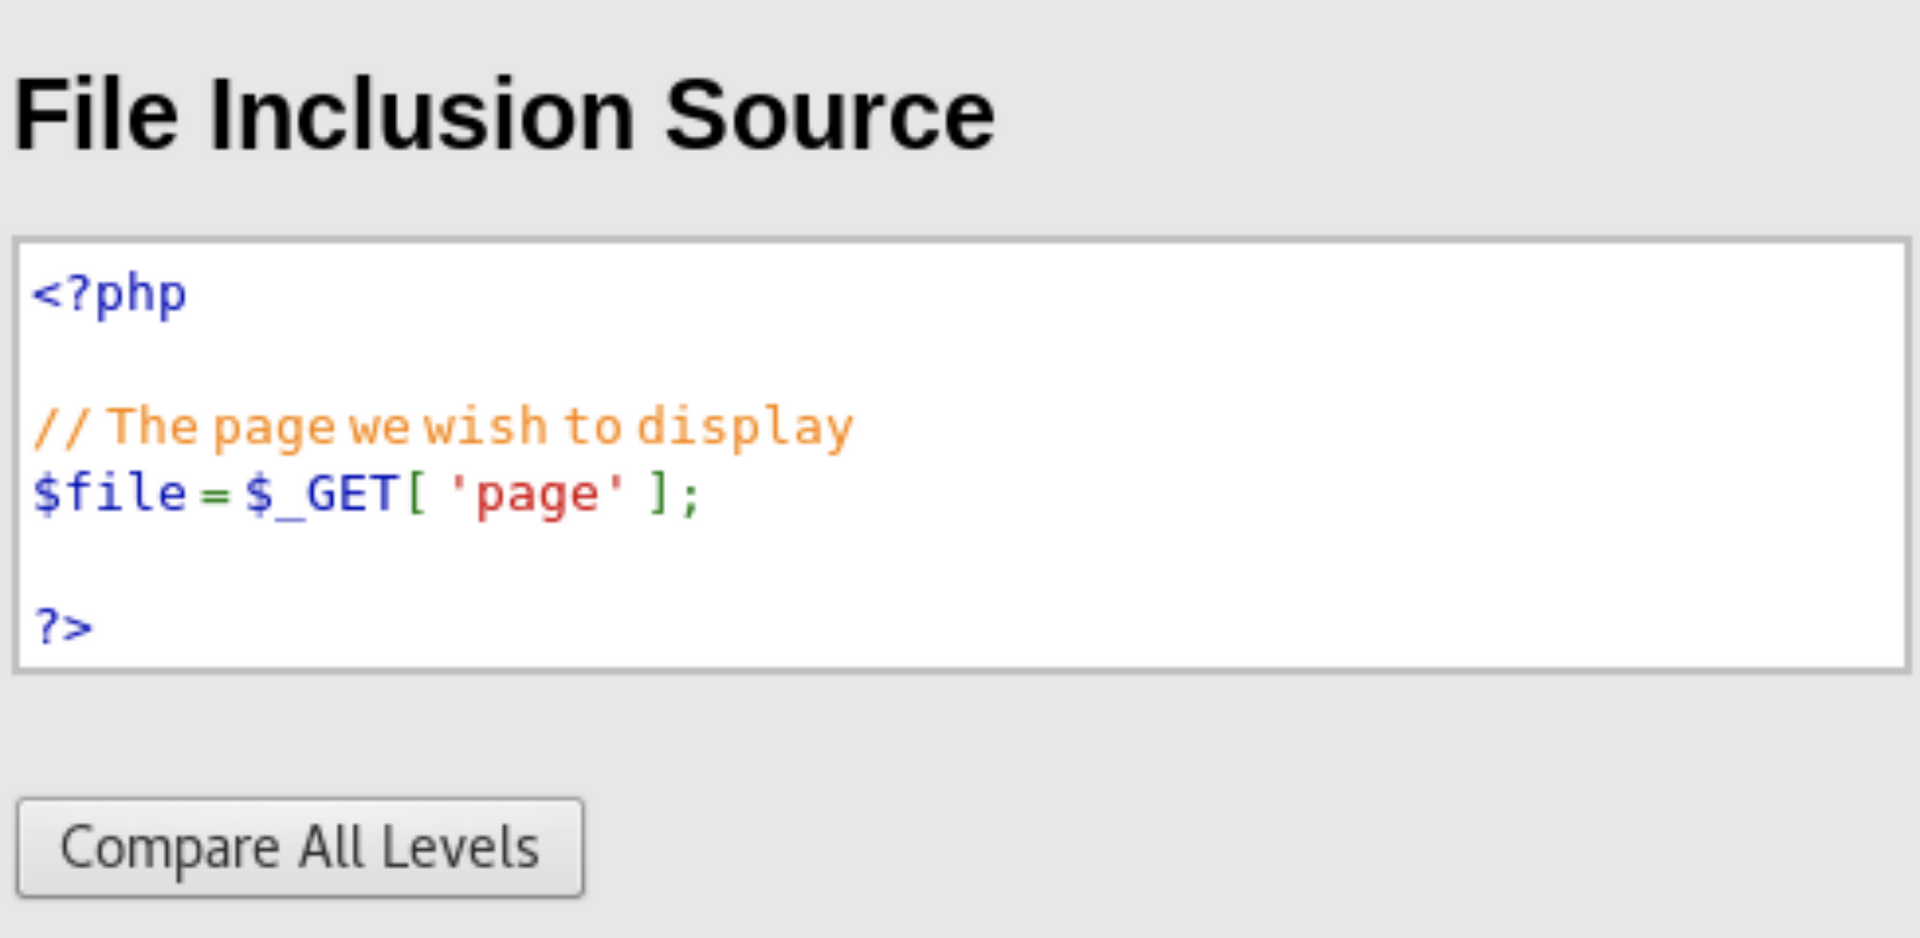 File Inclusion Source
<?php
// The page we wish to display
$file = $_GET[ 'page' ];
?>
Compare All Levels